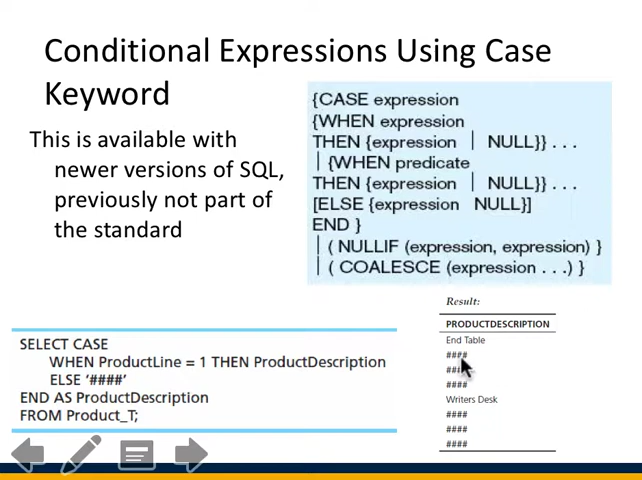 Conditional Expressions Using Case
Keyword
This is available with
newer versions of SQL,
previously not part of
the standard
{CASE expression
{WHEN expression
THEN {expression | NULL}} . . .
| {WHEN predicate
THEN {expression | NULL}} . . .
[ELSE {expression NULL}]
END }
| ( NULLIF (expression, expression) }
| ( COALESCE (expression . . .) }
SELECT CASE
WHEN ProductLine = 1 THEN ProductDescription
ELSE '####'
END AS ProductDescription
FROM Product_T;
Result:
PRODUCTDESCRIPTION
End Table
####
####
####
Writers Desk
####
####
####